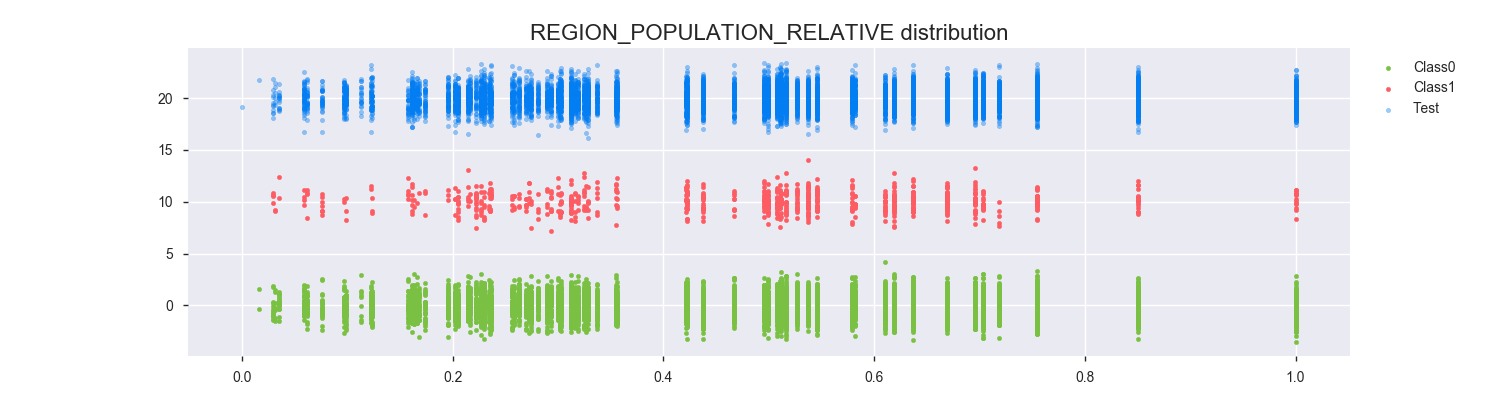 REGION_POPULATION_RELATIVE distribution
Class0
Class1
Test
20
15
10
5
0
0.0
0.2
0.4
0.6
0.8
1.0